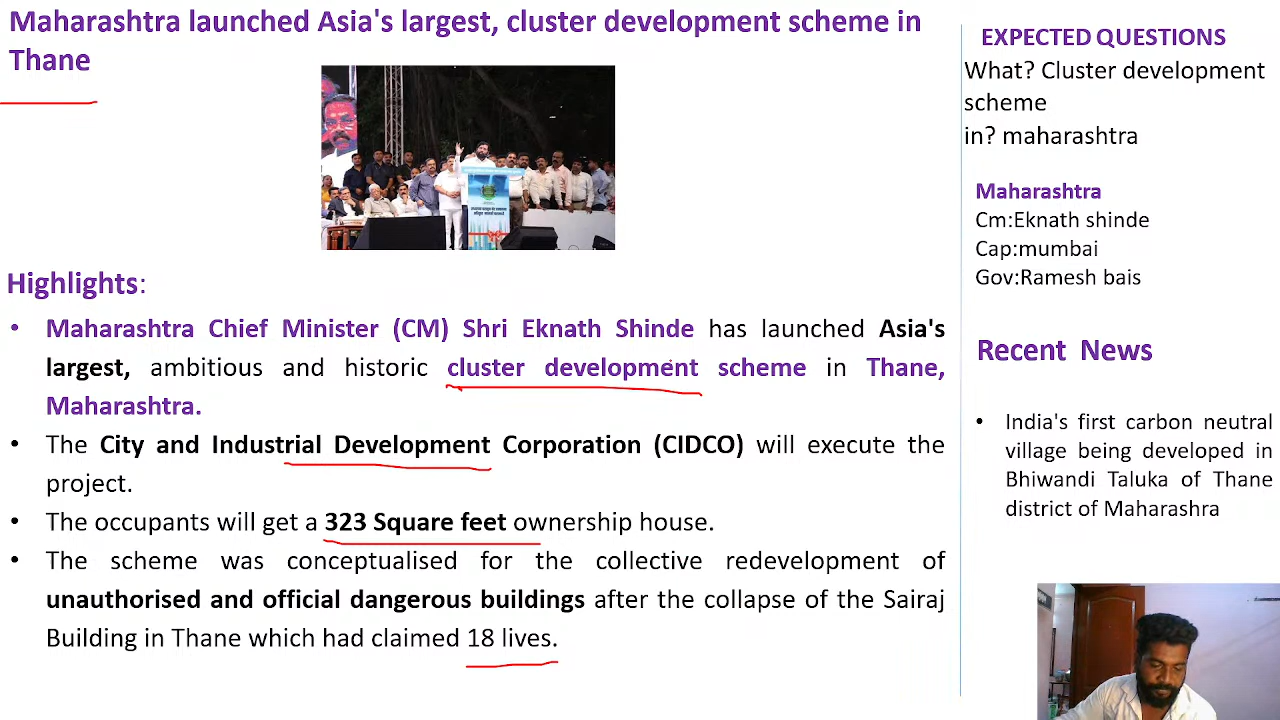 Maharashtra launched Asia's largest, cluster development scheme in
Thane
Highlights:
• Maharashtra Chief Minister (CM) Shri Eknath Shinde has launched Asia's
largest, ambitious and historic cluster development scheme in Thane,
Maharashtra.
• The City and Industrial Development Corporation (CIDCO) will execute the
project.
• The occupants will get a 323 Square feet ownership house.
• The scheme was conceptualised for the collective redevelopment of
unauthorised and official dangerous buildings after the collapse of the Sairaj
Building in Thane which had claimed 18 lives.
EXPECTED QUESTIONS
What? Cluster development
scheme
in? maharashtra
Maharashtra
Cm:Eknath shinde
Cap:mumbai
Gov:Ramesh bais
Recent News
• India's first carbon neutral
village being developed in
Bhiwandi Taluka of Thane
district of Maharashra